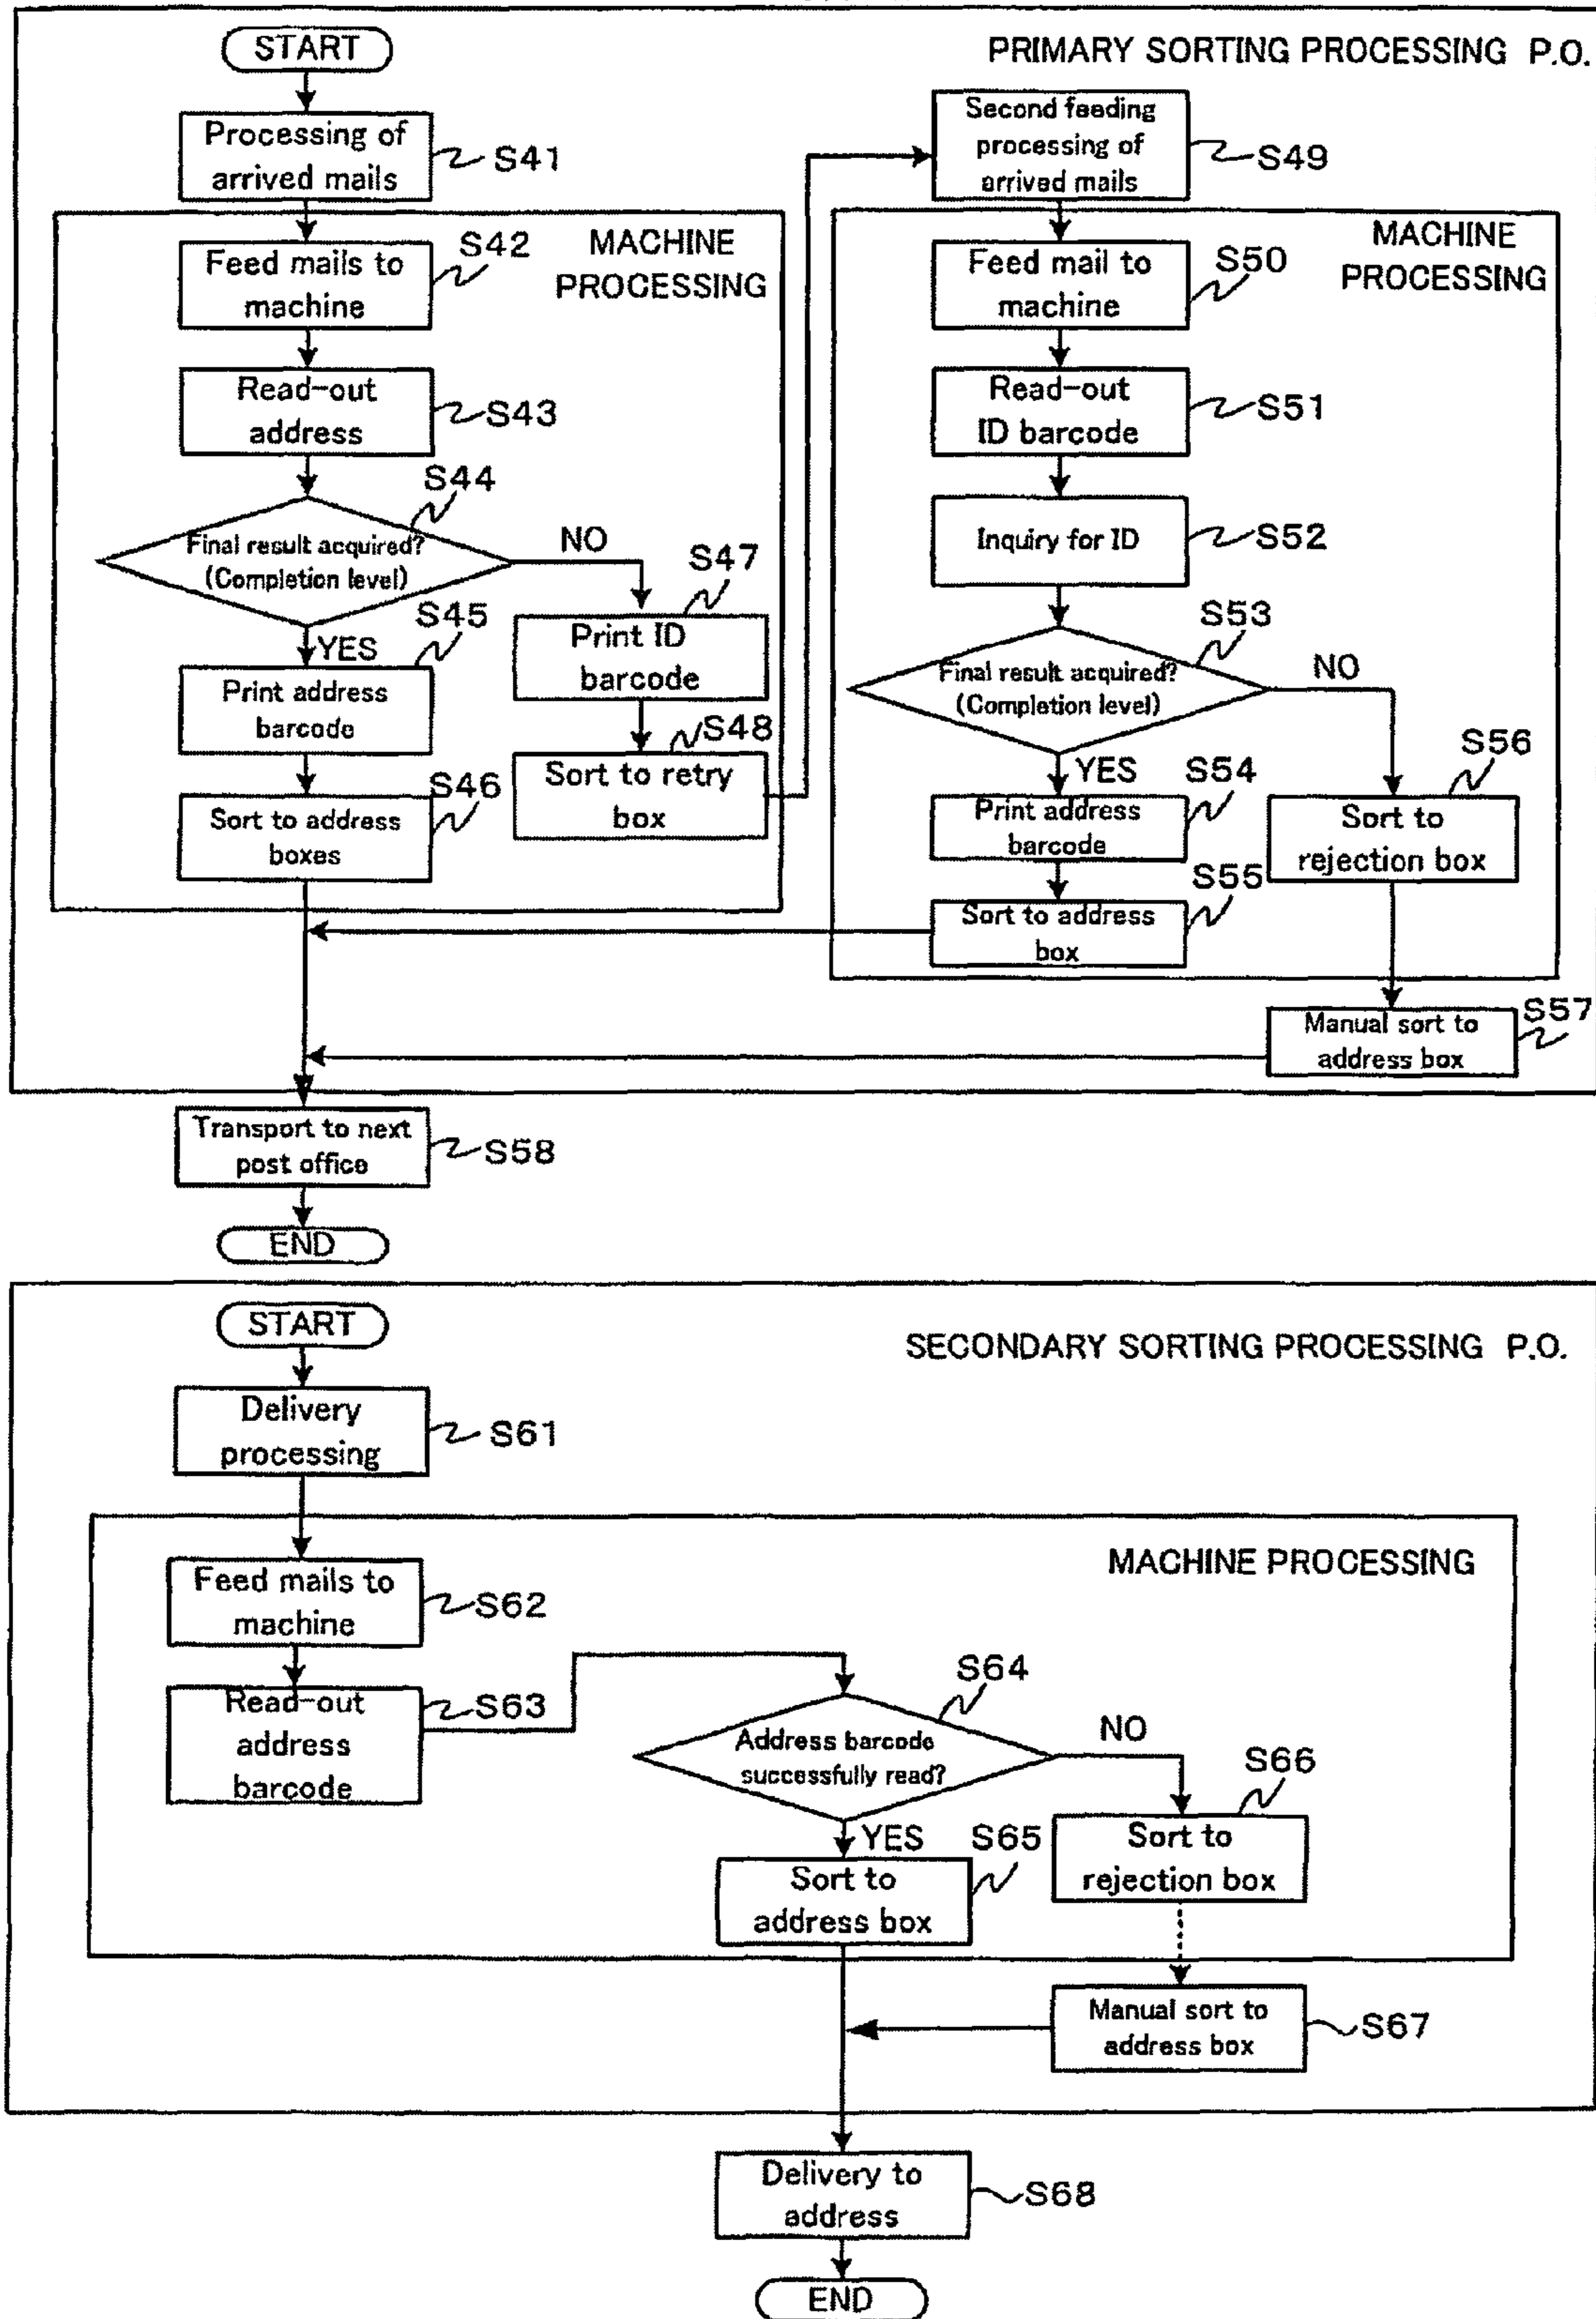 PRIMARY SORTING PROCESSING P.O.
START
Processing of
arrived mails
S41
MACHINE
PROCESSING
Feed mails to
machine
S42
Read-out
address
S43
Final result acquired?
(Completion level)
S44
NO
YES
Print address
barcode
S45
Sort to address
boxes
S46
Print ID
barcode
S47
Sort to retry
box
S48
Second feeding
processing of
arrived mails
S49
MACHINE
PROCESSING
Feed mail to
machine
S50
Read-out
ID barcode
S51
Inquiry for ID
S52
Final result acquired?
(Completion level)
S53
NO
YES
Print address
barcode
S54
Sort to address
box
S55
Sort to
rejection box
S56
Manual sort to
address box
S57
Transport to next
post office
S58
END
SECONDARY SORTING PROCESSING P.O.
START
Delivery
processing
S61
MACHINE PROCESSING
Feed mails to
machine
S62
Read-out
address
barcode
S63
Address barcode
successfully read?
S64
NO
YES
Sort to
address box
S65
Sort to
rejection box
S66
Manual sort to
address box
S67
Delivery to
address
S68
END